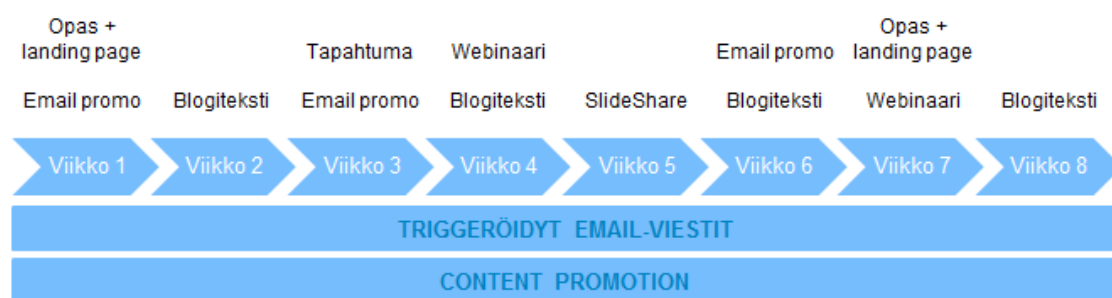 Opas +
landing page
Opas +
landing page
Tapahtuma
Webinaari
Email promo
Email promo
Blogiteksti
Email promo
Blogiteksti
SlideShare
Blogiteksti
Webinaari
Blogiteksti
Viikko 1
Viikko 2
Viikko 3
Viikko 4
Viikko 5
Viikko 6
Viikko 7
Viikko 8
TRIGGERÖIDYT EMAIL-VIESTIT
CONTENT PROMOTION